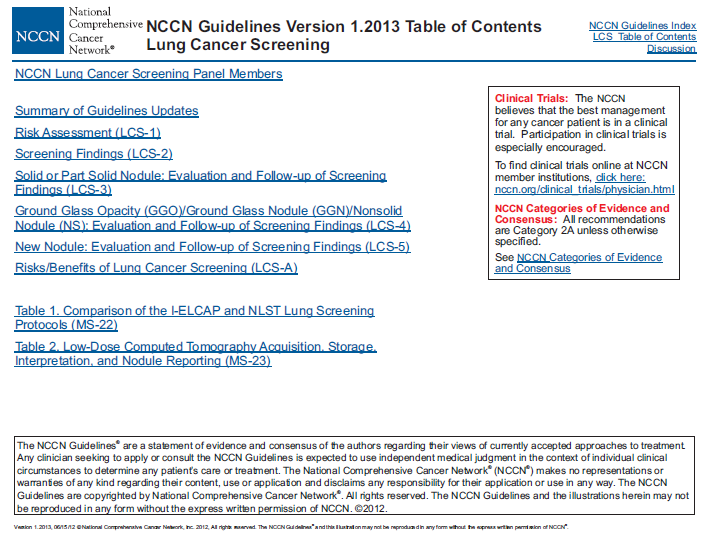 NCCN
National
Comprehensive
Cancer
Network®
NCCN Guidelines Version 1.2013 Table of Contents
Lung Cancer Screening
NCCN Guidelines Index
LCS Table of Contents
Discussion
NCCN Lung Cancer Screening Panel Members
Summary of Guidelines Updates
Risk Assessment (LCS-1)
Screening Findings (LCS-2)
Solid or Part Solid Nodule: Evaluation and Follow-up of Screening
Findings (LCS-3)
Ground Glass Opacity (GGO)/Ground Glass Nodule (GGN)/Nonsolid
Nodule (NS): Evaluation and Follow-up of Screening Findings (LCS-4)
New Nodule: Evaluation and Follow-up of Screening Findings (LCS-5)
Risks/Benefits of Lung Cancer Screening (LCS-A)
Table 1. Comparison of the I-ELCAP and NLST Lung Screening
Protocols (MS-22)
Table 2. Low-Dose Computed Tomography Acquisition, Storage,
Interpretation, and Nodule Reporting (MS-23)
Clinical Trials: The NCCN
believes that the best management
for any cancer patient is in a clinical
trial. Participation in clinical trials is
especially encouraged.
To find clinical trials online at NCCN
member institutions, click here:
nccn.org/clinical_trials/physician.html
NCCN Categories of Evidence and
Consensus: All recommendations
are Category 2A unless otherwise
specified.
See NCCN Categories of Evidence
and Consensus
The NCCN Guidelines® are a statement of evidence and consensus of the authors regarding their views of currently accepted approaches to treatment.
Any clinician seeking to apply or consult the NCCN Guidelines is expected to use independent medical judgment in the context of individual clinical
circumstances to determine any patient's care or treatment. The National Comprehensive Cancer Network® (NCCN®) makes no representations or
warranties of any kind regarding their content, use or application and disclaims any responsibility for their application or use in any way. The NCCN
Guidelines are copyrighted by National Comprehensive Cancer Network®. All rights reserved. The NCCN Guidelines and the illustrations herein may not
be reproduced in any form without the express written permission of NCCN. ©2012.
Version 1.2013, 06/15/12 © National Comprehensive Cancer Network, Inc. 2012, All rights reserved. The NCCN Guidelines® and this illustration may not be reproduced in any form without the express written permission of NCCN®.